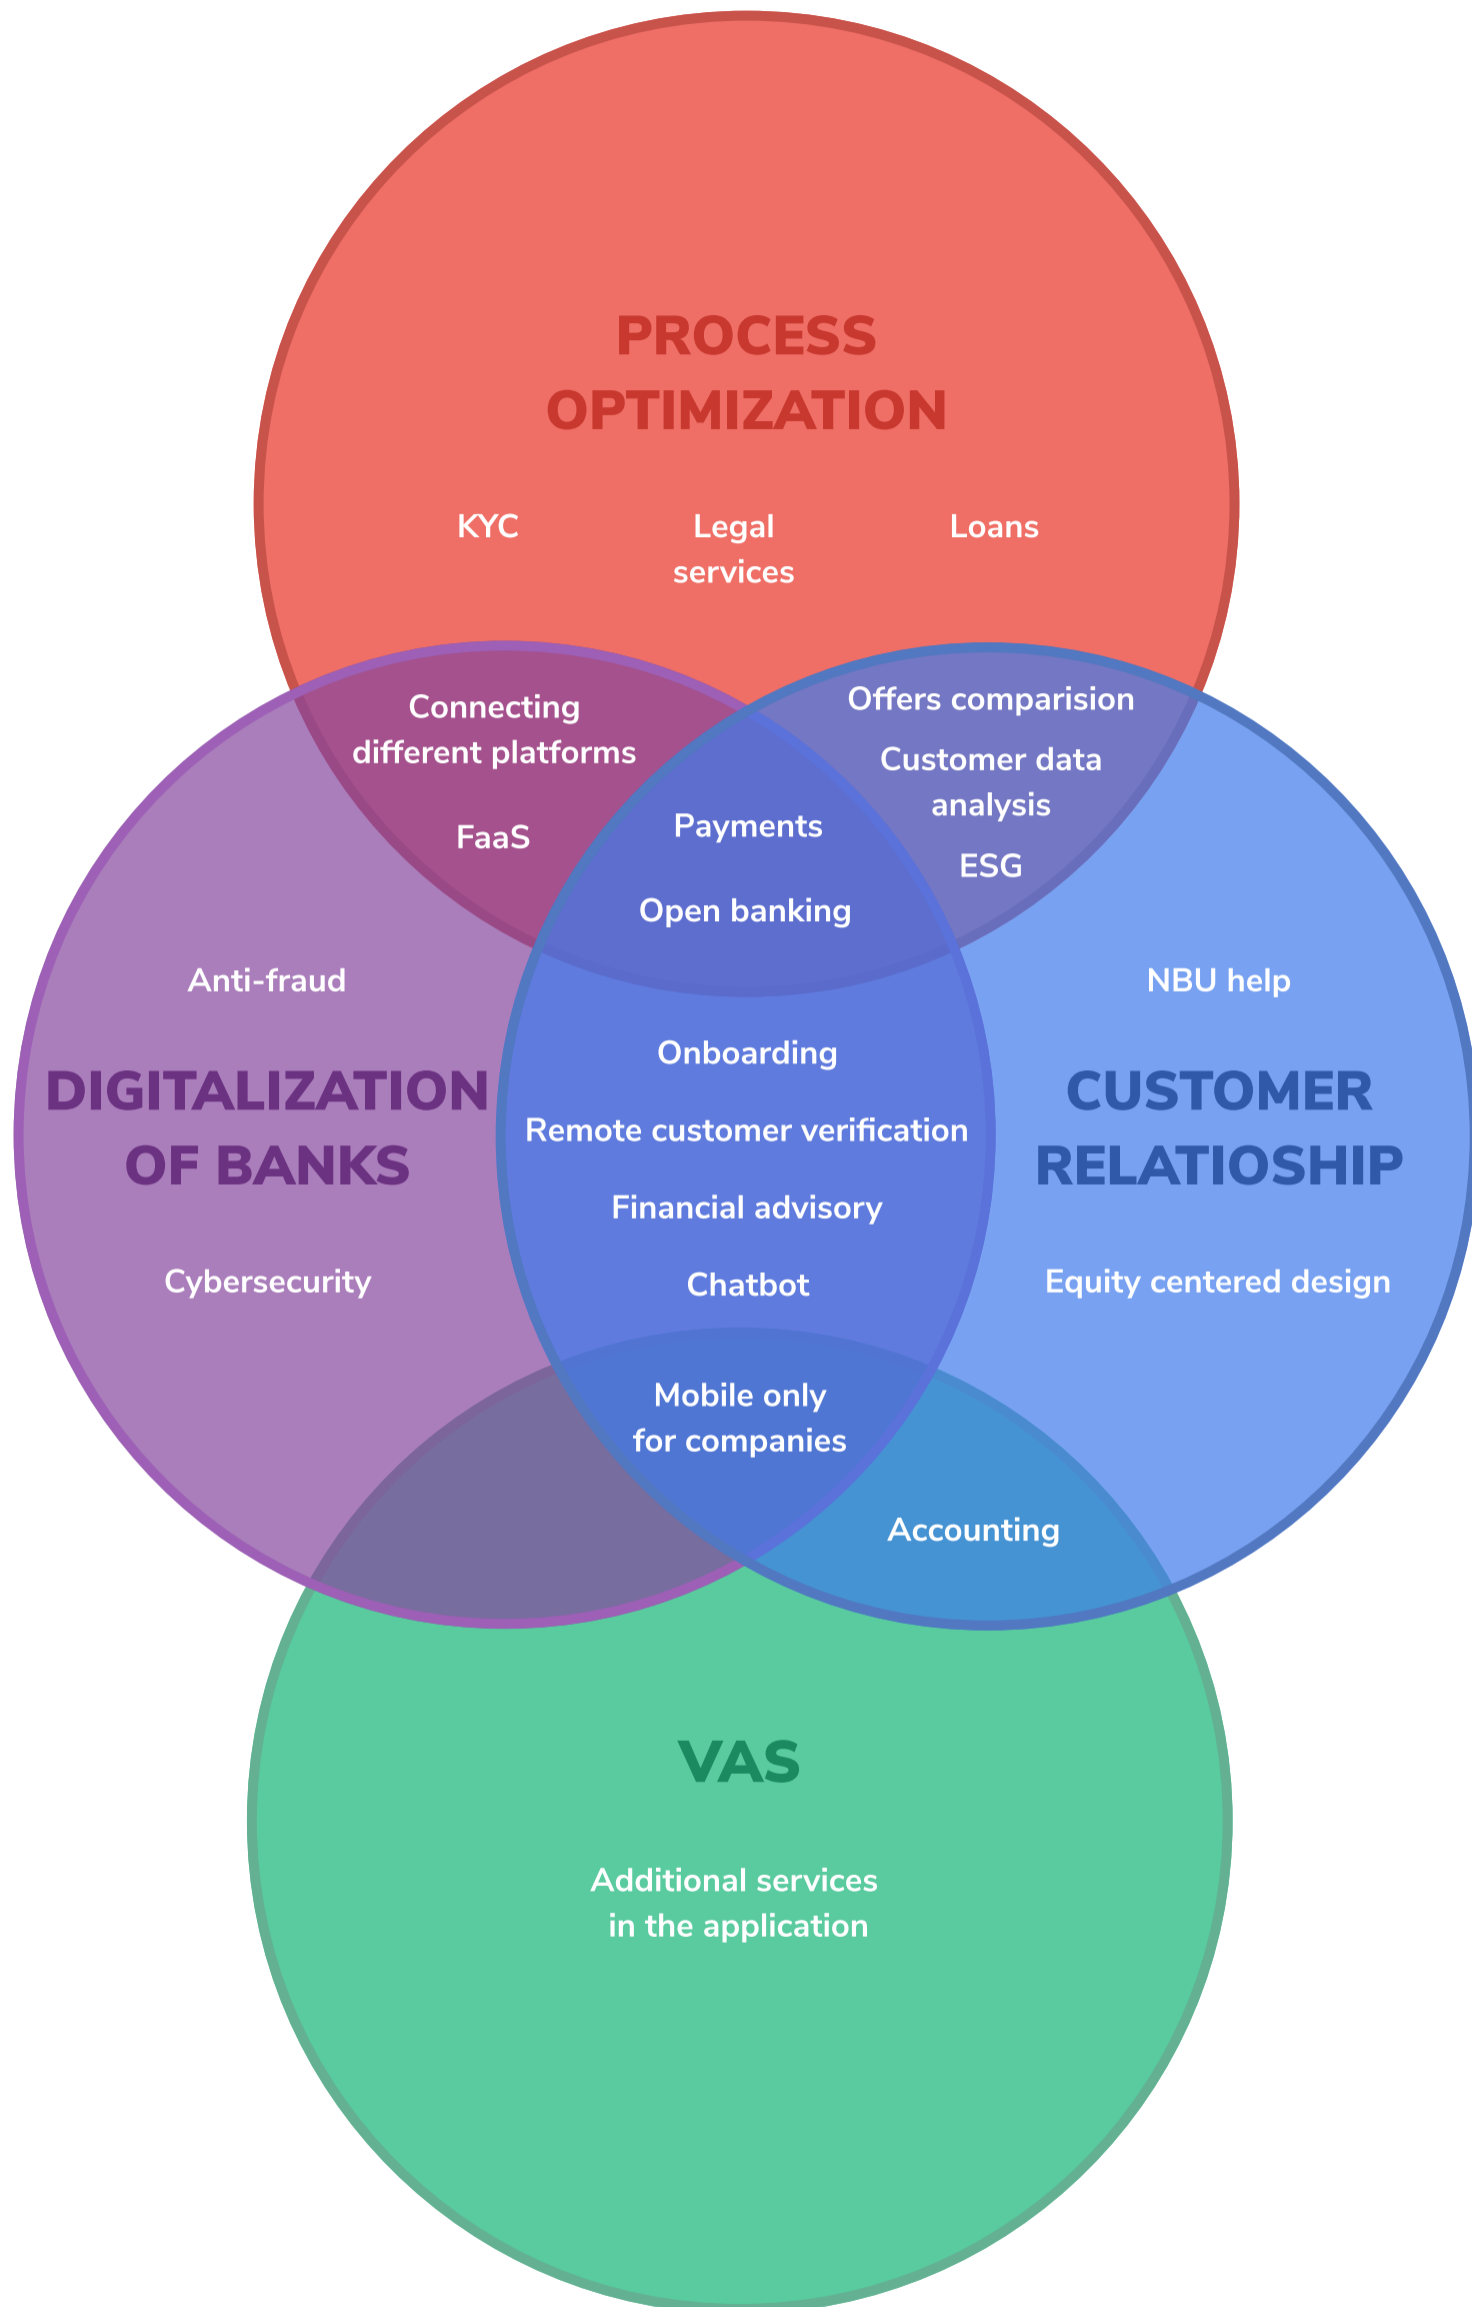 PROCESS
OPTIMIZATION
KYC
Legal
services
Loans
Connecting
different platforms
FaaS
Offers comparision
Customer data
analysis
ESG
Payments
Open banking
Anti-fraud
DIGITALIZATION
OF BANKS
Cybersecurity
Onboarding
Remote customer verification
Financial advisory
Chatbot
NBU help
CUSTOMER
RELATIOSHIP
Equity centered design
Mobile only
for companies
Accounting
VAS
Additional services
in the application